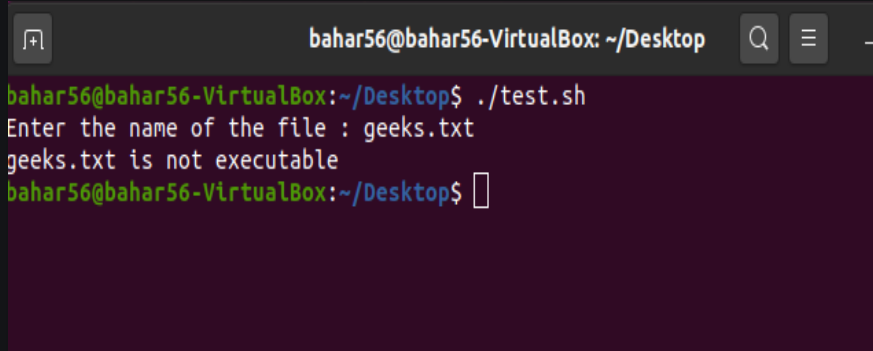 bahar56@bahar56-VirtualBox: ~/Desktop
bahar56@bahar56-VirtualBox:~/Desktop$ ./test.sh
Enter the name of the file : geeks.txt
geeks.txt is not executable
bahar56@bahar56-VirtualBox:~/Desktop$